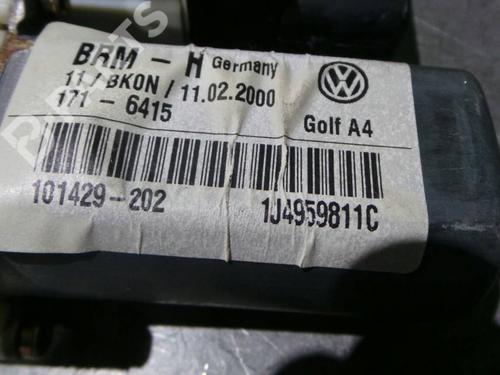 BRM - H Germany
11 / BKON / 11.02.2000
171 - 6415
Golf A4
101429-202
1J4959811C